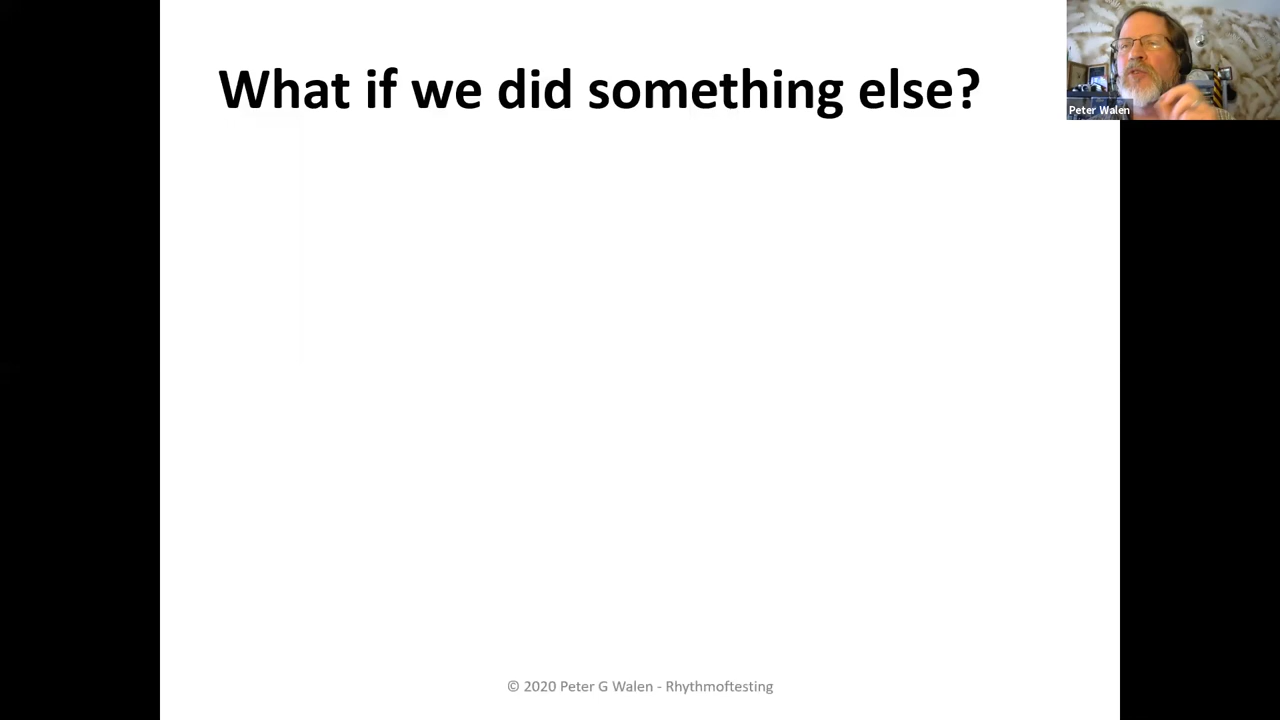 What if we did something else?
Peter Walen
© 2020 Peter G Walen - Rhythmoftesting